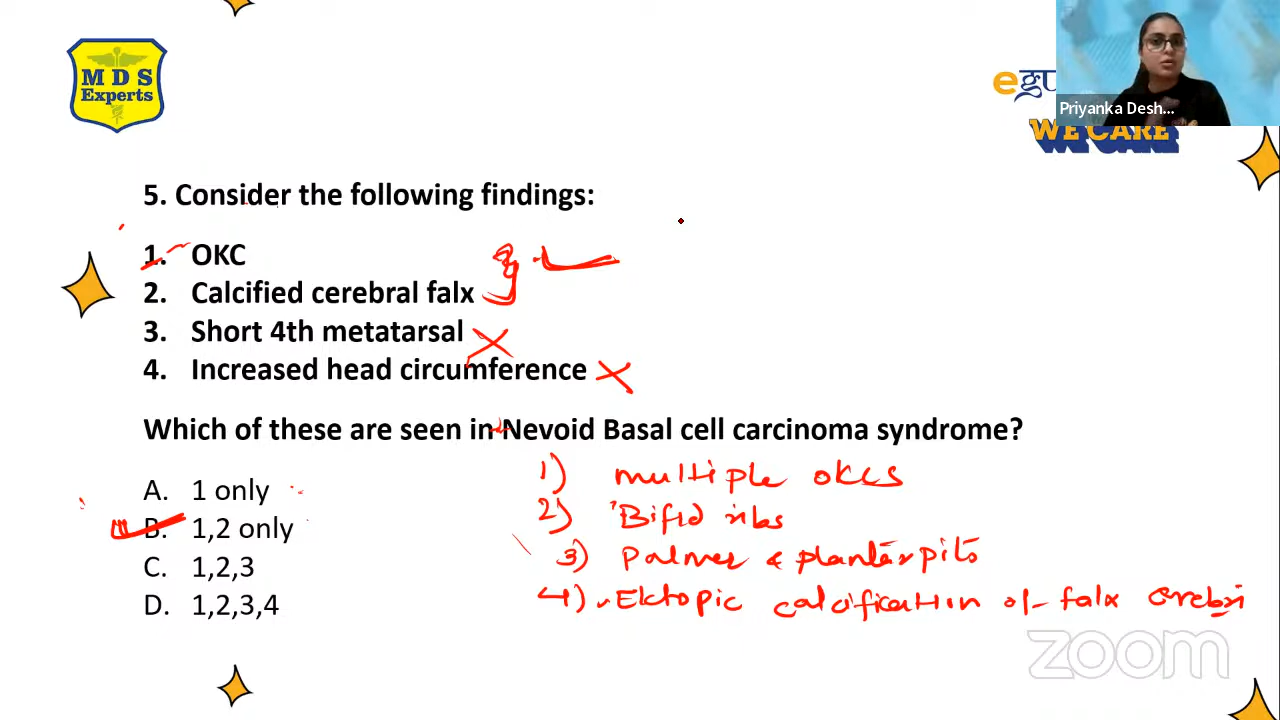 MDS
Experts
eगु
WE CARE
Priyanka Desh...
5. Consider the following findings:
1. OKC
2. Calcified cerebral falx
3. Short 4th metatarsal
4. Increased head circumference
Which of these are seen in Nevoid Basal cell carcinoma syndrome?
A. 1 only
B. 1,2 only
C. 1,2,3
D. 1,2,3,4
1) multiple OKCs
2) Bifid ribs
3) Palmer & plantar pits
4) Ektopic calcification of falx cerebri
zoom